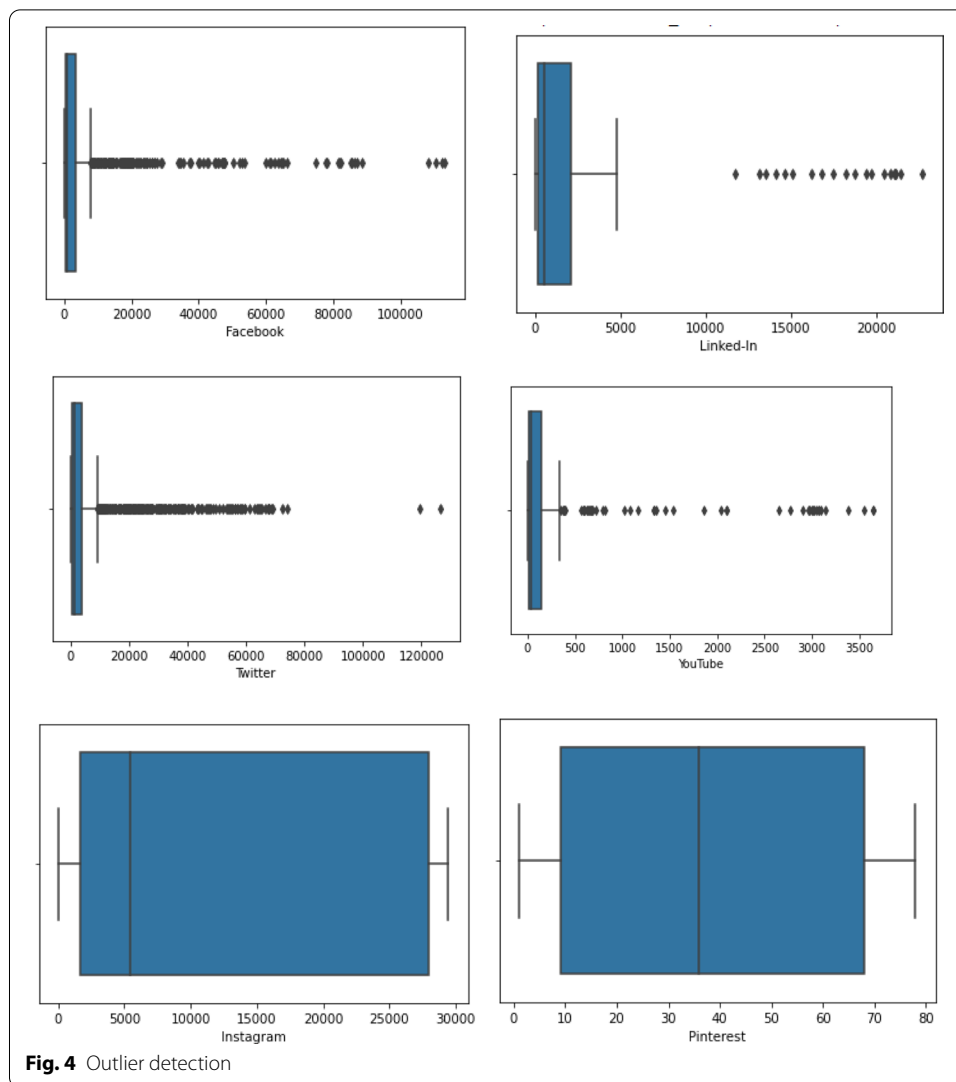 0 20000 40000 60000 80000 100000
Facebook
0 5000 10000 15000 20000
Linked-In
0 20000 40000 60000 80000 100000 120000
Twitter
0 500 1000 1500 2000 2500 3000 3500
YouTube
0 5000 10000 15000 20000 25000 30000
Instagram
0 10 20 30 40 50 60 70 80
Pinterest
Fig. 4 Outlier detection